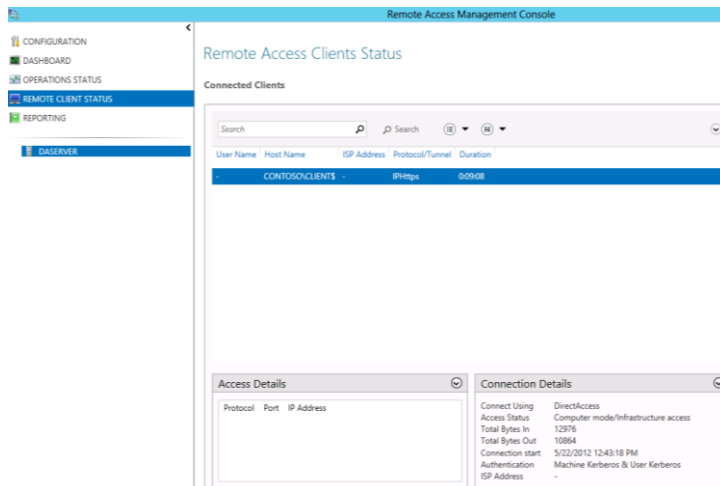 Remote Access Management Console
CONFIGURATION
DASHBOARD
OPERATIONS STATUS
REMOTE CLIENT STATUS
REPORTING
DASERVER
Remote Access Clients Status
Connected Clients
Search Search
User Name Host Name ISP Address Protocol/Tunnel Duration
- CONTOSO\CLIENT$ - IPHttps 0:09:08
Access Details
Protocol Port IP Address
Connection Details
Connect Using DirectAccess
Access Status Computer mode/Infrastructure access
Total Bytes In 12976
Total Bytes Out 10864
Connection start 5/22/2012 12:43:18 PM
Authentication Machine Kerberos & User Kerberos
ISP Address -